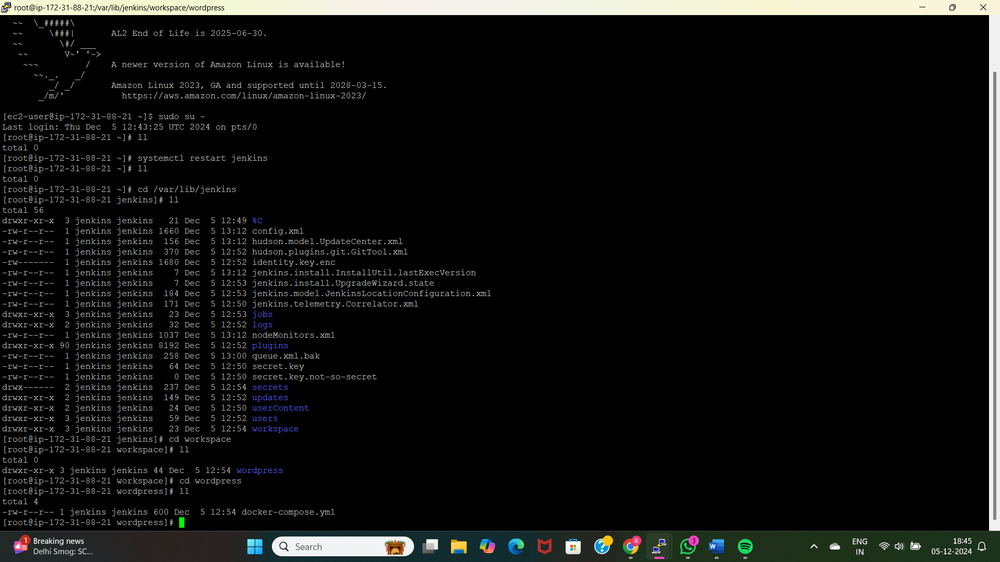 root@ip-172-31-88-21:/var/lib/jenkins/workspace/wordpress
~~  \_#####\
~~     \###|       AL2 End of Life is 2025-06-30.
~~       \#/ ___
~~       V~' '->
~~~         /    A newer version of Amazon Linux is available!
~~._.   _/
_/ _/       Amazon Linux 2023, GA and supported until 2028-03-15.
_/m/'           https://aws.amazon.com/linux/amazon-linux-2023/
[ec2-user@ip-172-31-88-21 ~]$ sudo su -
Last login: Thu Dec  5 12:43:25 UTC 2024 on pts/0
[root@ip-172-31-88-21 ~]# ll
total 0
[root@ip-172-31-88-21 ~]# systemctl restart jenkins
[root@ip-172-31-88-21 ~]# ll
total 0
[root@ip-172-31-88-21 ~]# cd /var/lib/jenkins
[root@ip-172-31-88-21 jenkins]# ll
total 56
drwxr-xr-x  3 jenkins jenkins   21 Dec  5 12:49 %C
-rw-r--r--  1 jenkins jenkins 1660 Dec  5 13:12 config.xml
-rw-r--r--  1 jenkins jenkins  156 Dec  5 13:12 hudson.model.UpdateCenter.xml
-rw-r--r--  1 jenkins jenkins  370 Dec  5 12:52 hudson.plugins.git.GitTool.xml
-rw-------  1 jenkins jenkins 1680 Dec  5 12:52 identity.key.enc
-rw-r--r--  1 jenkins jenkins    7 Dec  5 13:12 jenkins.install.InstallUtil.lastExecVersion
-rw-r--r--  1 jenkins jenkins    7 Dec  5 12:53 jenkins.install.UpgradeWizard.state
-rw-r--r--  1 jenkins jenkins  184 Dec  5 12:53 jenkins.model.JenkinsLocationConfiguration.xml
-rw-r--r--  1 jenkins jenkins  171 Dec  5 12:50 jenkins.telemetry.Correlator.xml
drwxr-xr-x  3 jenkins jenkins   23 Dec  5 12:53 jobs
drwxr-xr-x  2 jenkins jenkins   32 Dec  5 12:52 logs
-rw-r--r--  1 jenkins jenkins 1037 Dec  5 13:12 nodeMonitors.xml
drwxr-xr-x 90 jenkins jenkins 8192 Dec  5 12:52 plugins
-rw-r--r--  1 jenkins jenkins  258 Dec  5 13:00 queue.xml.bak
-rw-r--r--  1 jenkins jenkins   64 Dec  5 12:50 secret.key
-rw-r--r--  1 jenkins jenkins    0 Dec  5 12:50 secret.key.not-so-secret
drwx------  2 jenkins jenkins  237 Dec  5 12:54 secrets
drwxr-xr-x  2 jenkins jenkins  149 Dec  5 12:52 updates
drwxr-xr-x  2 jenkins jenkins   24 Dec  5 12:50 userContent
drwxr-xr-x  3 jenkins jenkins   59 Dec  5 12:52 users
drwxr-xr-x  3 jenkins jenkins   23 Dec  5 12:54 workspace
[root@ip-172-31-88-21 jenkins]# cd workspace
[root@ip-172-31-88-21 workspace]# ll
total 0
drwxr-xr-x 3 jenkins jenkins 44 Dec  5 12:54 wordpress
[root@ip-172-31-88-21 workspace]# cd wordpress
[root@ip-172-31-88-21 wordpress]# ll
total 4
-rw-r--r-- 1 jenkins jenkins 600 Dec  5 12:54 docker-compose.yml
[root@ip-172-31-88-21 wordpress]#
1
Breaking news
Delhi Smog: SC...
Search
B
3
W
ENG
IN
18:45
05-12-2024